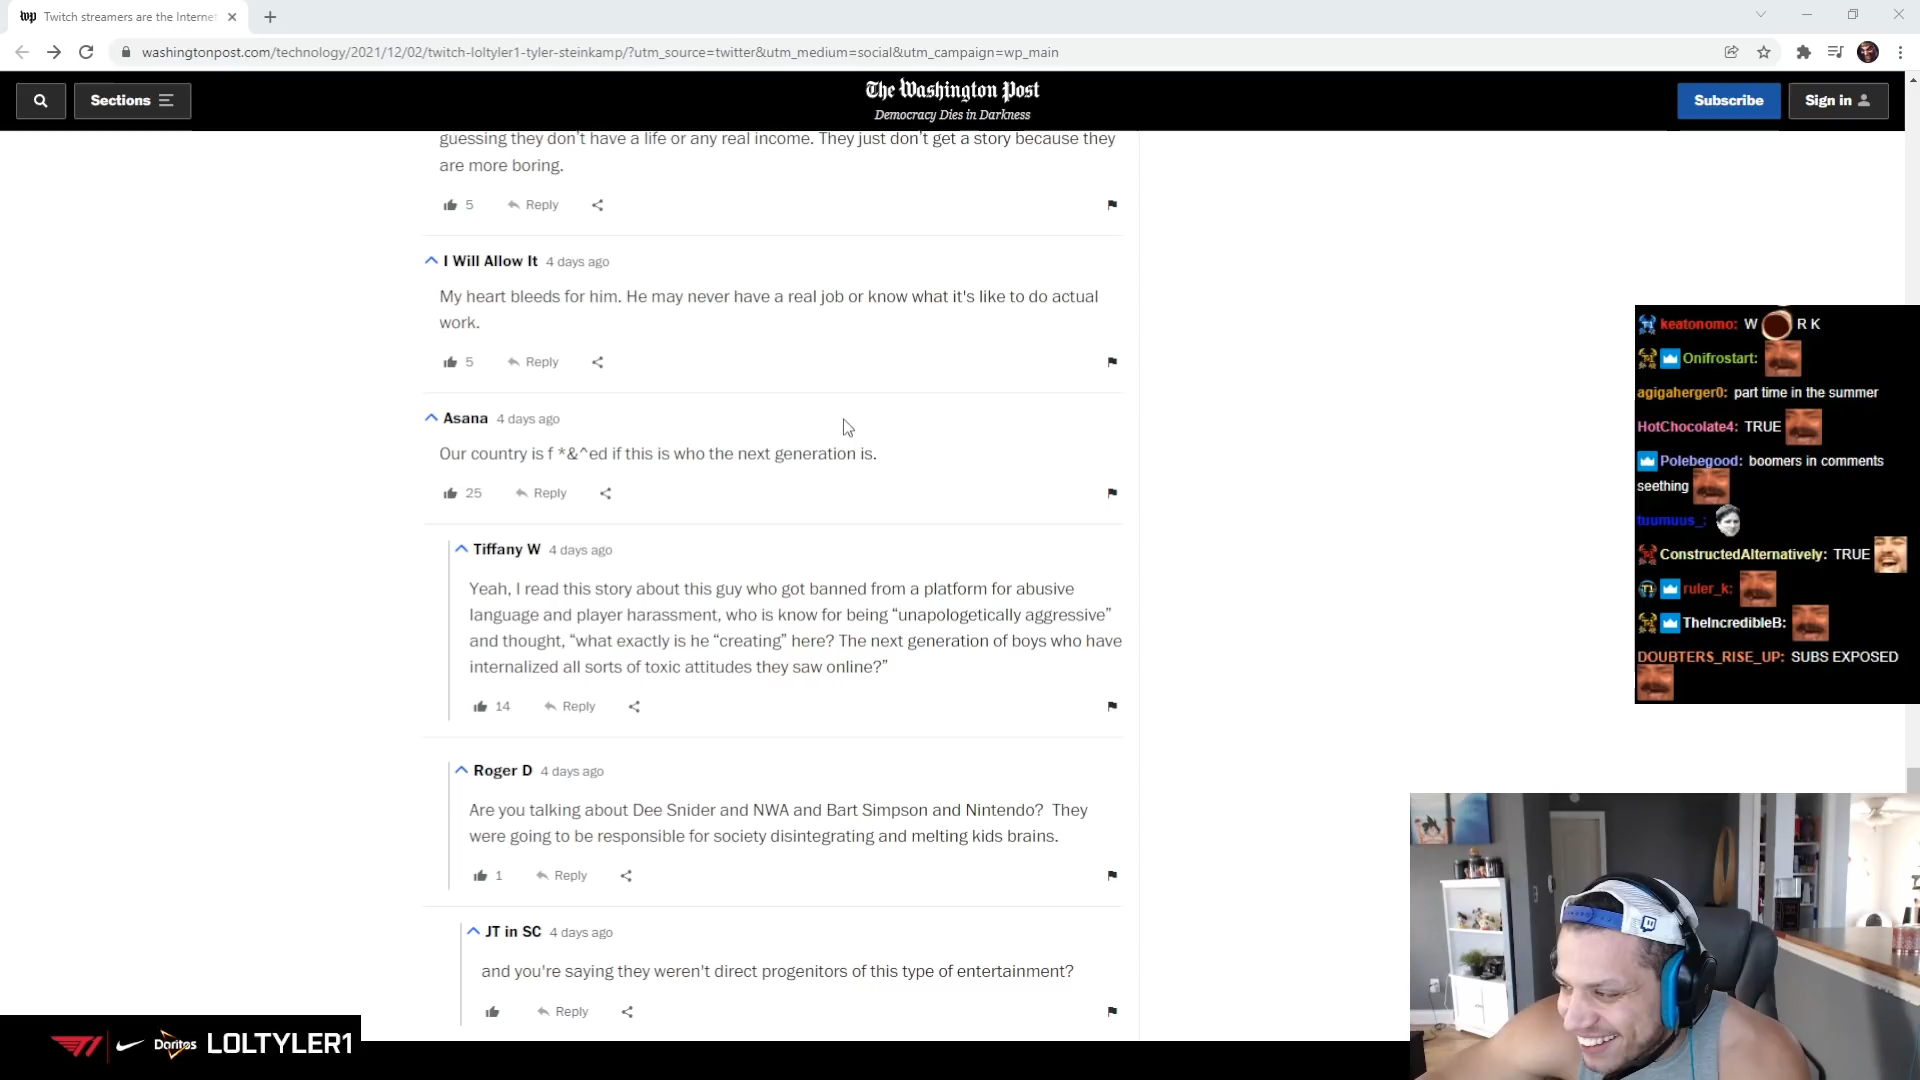 wp Twitch streamers are the Internet
washingtonpost.com/technology/2021/12/02/twitch-loltyler1-tyler-steinkamp/?utm_source=twitter&utm_medium=social&utm_campaign=wp_main
Sections
The Washington Post
Democracy Dies in Darkness
Subscribe
Sign in
guessing they don't have a life or any real income. They just don't get a story because they
are more boring.
5 Reply
I Will Allow It 4 days ago
My heart bleeds for him. He may never have a real job or know what it's like to do actual
work.
5 Reply
Asana 4 days ago
Our country is f *&^ed if this is who the next generation is.
25 Reply
Tiffany W 4 days ago
Yeah, I read this story about this guy who got banned from a platform for abusive
language and player harassment, who is know for being “unapologetically aggressive”
and thought, “what exactly is he “creating” here? The next generation of boys who have
internalized all sorts of toxic attitudes they saw online?”
14 Reply
Roger D 4 days ago
Are you talking about Dee Snider and NWA and Bart Simpson and Nintendo?  They
were going to be responsible for society disintegrating and melting kids brains.
1 Reply
JT in SC 4 days ago
and you're saying they weren't direct progenitors of this type of entertainment?
Reply
keatonomo: W R K
Onifrostart:
agigaherger0: part time in the summer
HotChocolate4: TRUE
Polebegood: boomers in comments
seething
tuumuus_:
ConstructedAlternatively: TRUE
ruler_k:
TheIncredibleB:
DOUBTERS_RISE_UP: SUBS EXPOSED
T1 Doritos LOLTYLER1